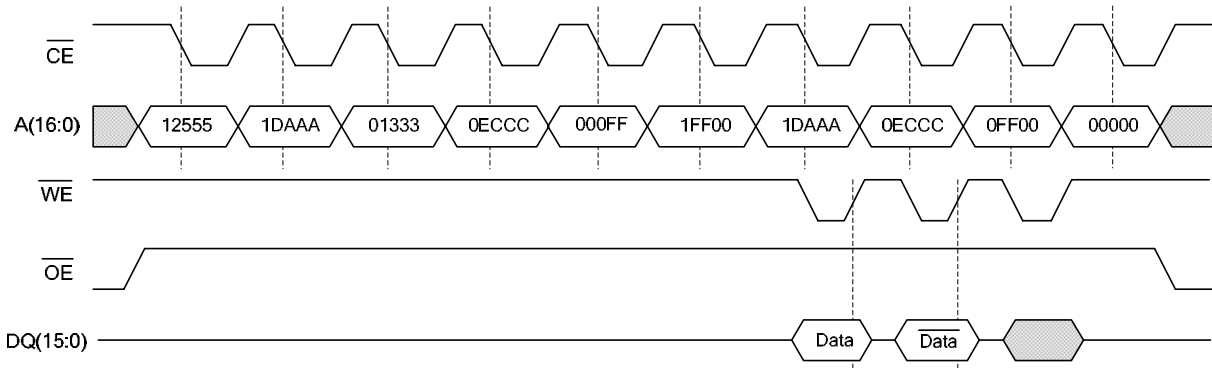 CE
A(16:0) 12555 1DAAA 01333 0ECCC 000FF 1FF00 1DAAA 0ECCC 0FF00 00000
WE
OE
DQ(15:0) Data Data